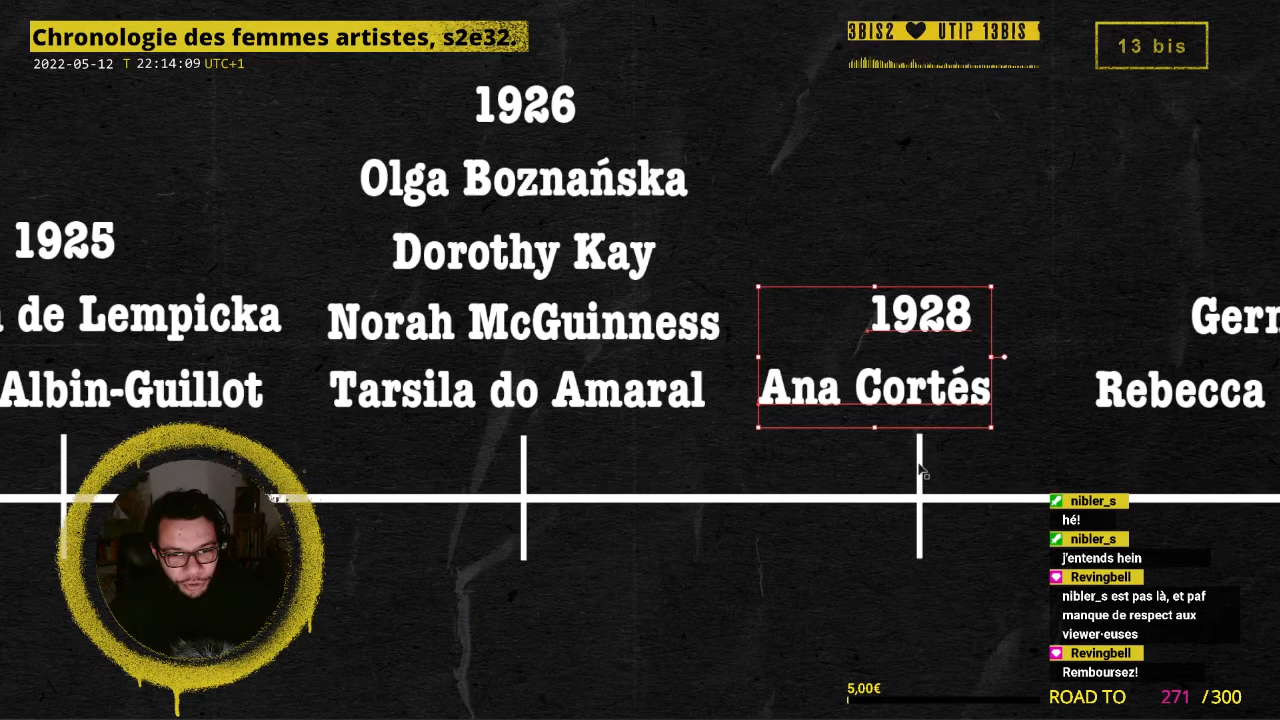 Chronologie des femmes artistes, s2e32.
2022-05-12 T 22:14:09 UTC+1
3BIS2 ♥ UTIP 13BIS
13 bis
1926
Olga Boznańska
Dorothy Kay
Norah McGuinness
Tarsila do Amaral
1925
de Lempicka
Albin-Guillot
1928
Ana Cortés
Rebecca
nibler_s
hé!
nibler_s
j'entends hein
Revingbell
nibler_s est pas là, et paf
manque de respect aux
viewer·euses
Revingbell
Remboursez!
5,00€
ROAD TO 271 /300